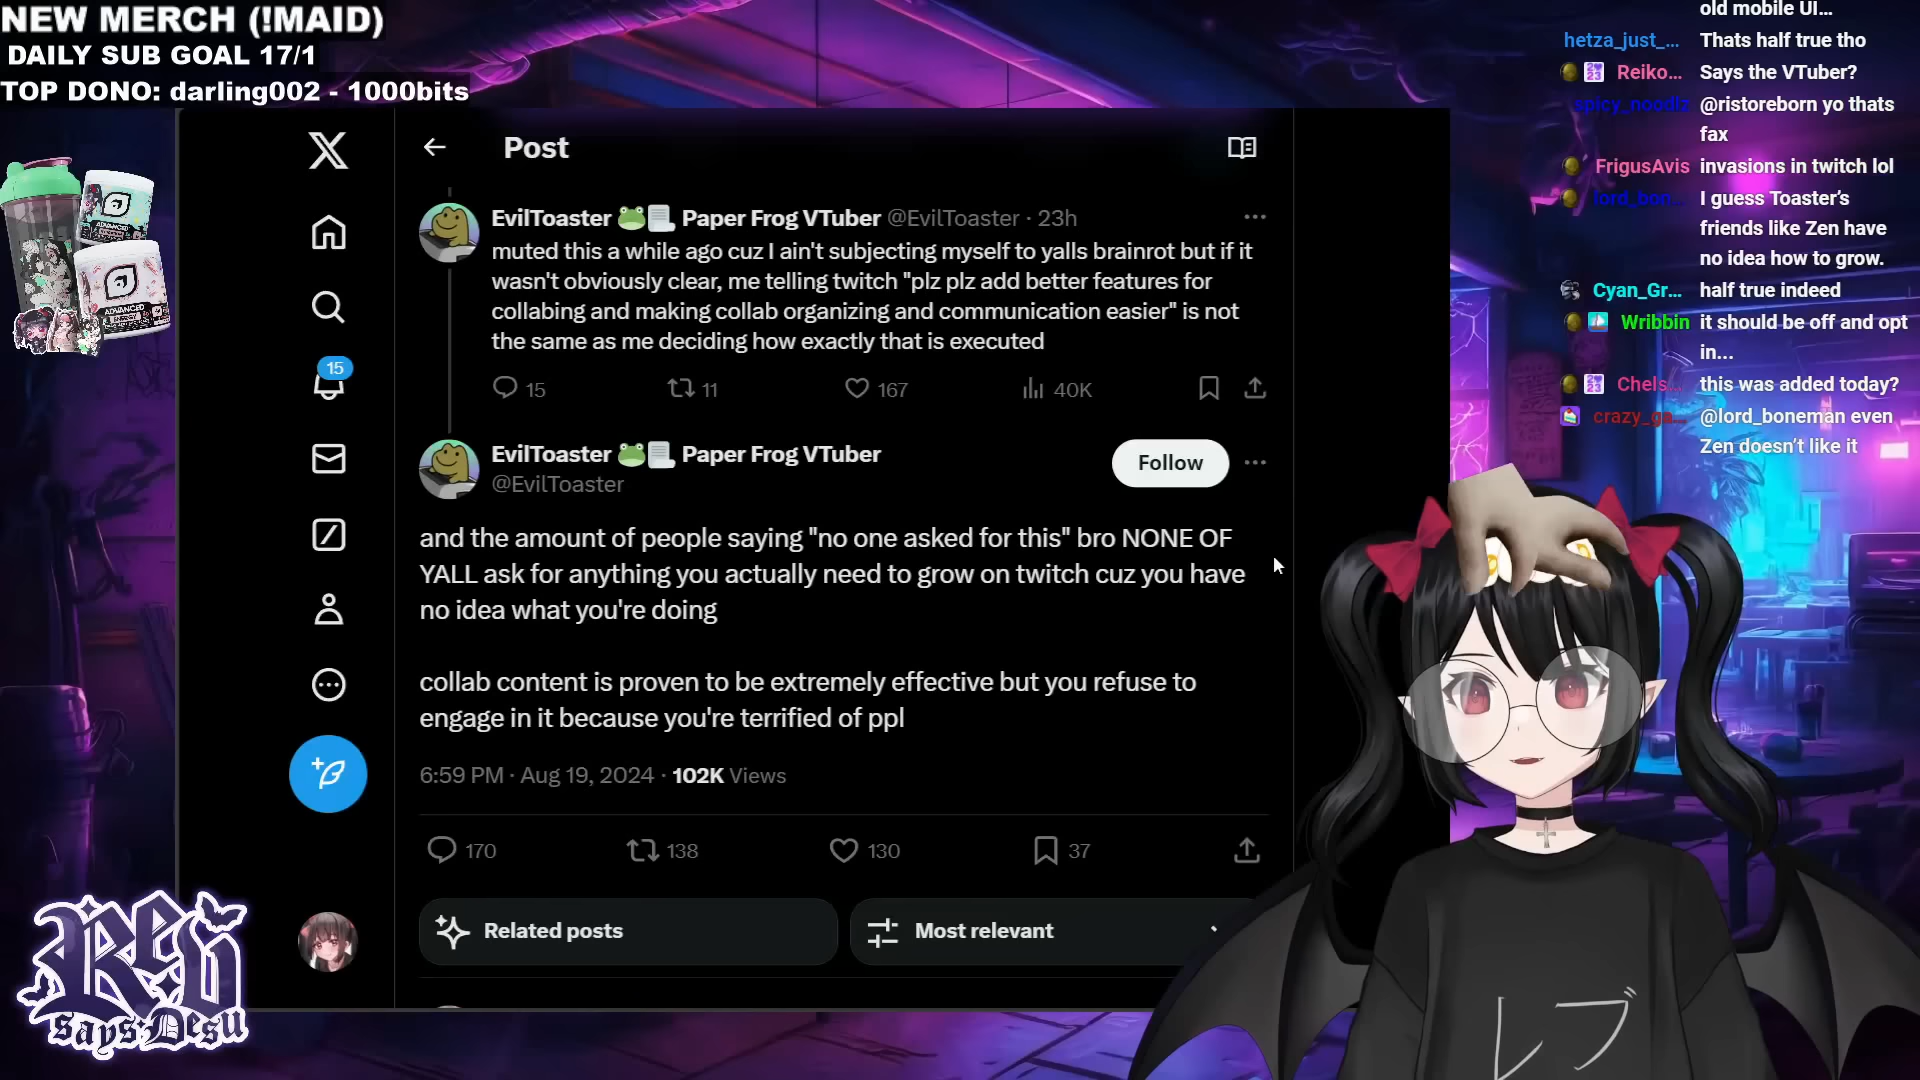 NEW MERCH (!MAID)
DAILY SUB GOAL 17/1
TOP DONO: darling002 - 1000bits
Post
EvilToaster 🐸📃 Paper Frog VTuber @EvilToaster · 23h
muted this a while ago cuz I ain't subjecting myself to yalls brainrot but if it
wasn't obviously clear, me telling twitch "plz plz add better features for
collabing and making collab organizing and communication easier" is not
the same as me deciding how exactly that is executed
15 11 167 40K
15
EvilToaster 🐸📃 Paper Frog VTuber
@EvilToaster
Follow
and the amount of people saying "no one asked for this" bro NONE OF
YALL ask for anything you actually need to grow on twitch cuz you have
no idea what you're doing
collab content is proven to be extremely effective but you refuse to
engage in it because you're terrified of ppl
6:59 PM · Aug 19, 2024 · 102K Views
170 138 130 37
Related posts
Most relevant
old mobile UI...
hetza_just_... Thats half true tho
Reiko... Says the VTuber?
spicy_noodlz @ristoreborn yo thats
fax
FrigusAvis invasions in twitch lol
lord_bon... I guess Toaster's
friends like Zen have
no idea how to grow.
Cyan_Gr... half true indeed
Wribbin it should be off and opt
in...
Chels... this was added today?
crazy_ga... @lord_boneman even
Zen doesn't like it
ADVANCED
ADVANCED
Rev
says:Desu
レブ